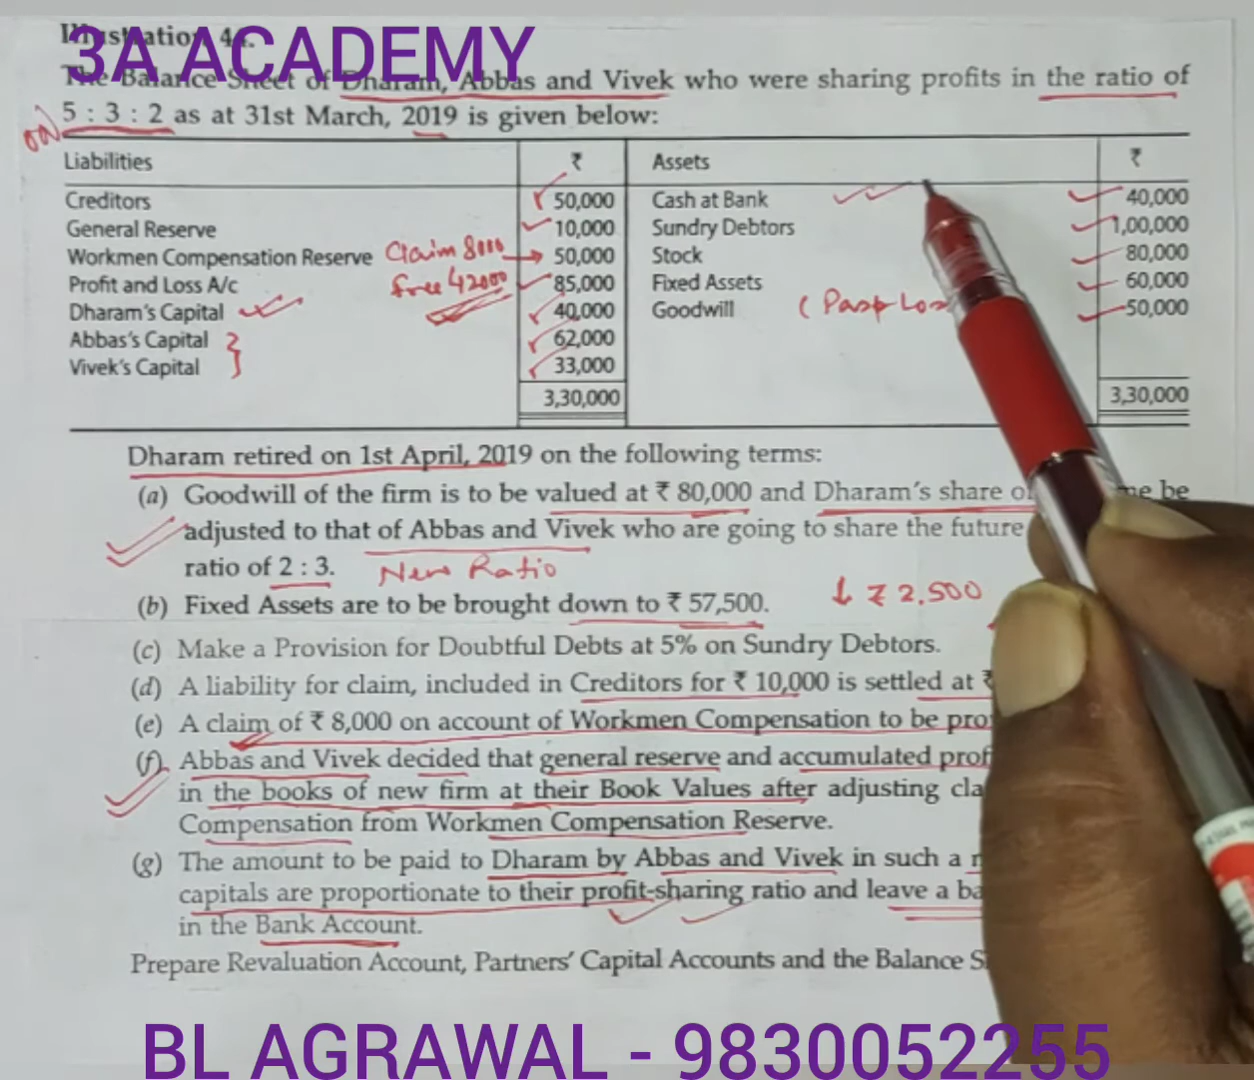 Illustration 44.
3A ACADEMY
The Balance Sheet of Dharam, Abbas and Vivek who were sharing profits in the ratio of
5 : 3 : 2 as at 31st March, 2019 is given below:
Liabilities ₹ Assets ₹
Creditors 50,000 Cash at Bank 40,000
General Reserve 10,000 Sundry Debtors 1,00,000
Workmen Compensation Reserve Claim 8000 50,000 Stock 80,000
Profit and Loss A/c free 42000 85,000 Fixed Assets 60,000
Dharam's Capital 40,000 Goodwill (Past Los 50,000
Abbas's Capital 62,000
Vivek's Capital 33,000
3,30,000 3,30,000
Dharam retired on 1st April, 2019 on the following terms:
(a) Goodwill of the firm is to be valued at ₹ 80,000 and Dharam's share be
adjusted to that of Abbas and Vivek who are going to share the future
ratio of 2 : 3. New Ratio
(b) Fixed Assets are to be brought down to ₹ 57,500. ↓ ₹ 2,500
(c) Make a Provision for Doubtful Debts at 5% on Sundry Debtors.
(d) A liability for claim, included in Creditors for ₹ 10,000 is settled at ₹
(e) A claim of ₹ 8,000 on account of Workmen Compensation to be
(f) Abbas and Vivek decided that general reserve and accumulated
in the books of new firm at their Book Values after adjusting
Compensation from Workmen Compensation Reserve.
(g) The amount to be paid to Dharam by Abbas and Vivek in such a
capitals are proportionate to their profit-sharing ratio and leave a
in the Bank Account.
Prepare Revaluation Account, Partners' Capital Accounts and the Balance
BL AGRAWAL - 9830052255